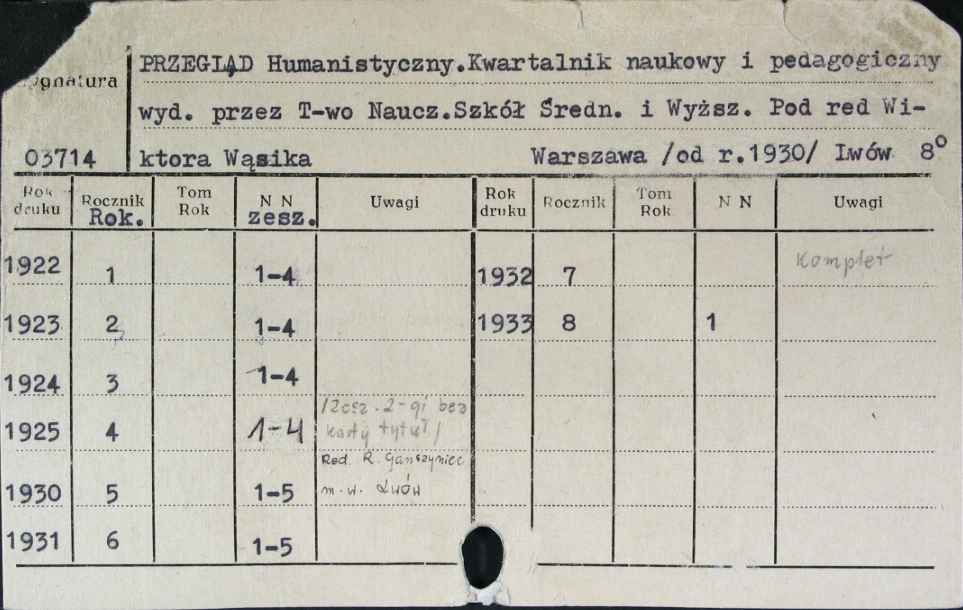 PRZEGLĄD Humanistyczny.Kwartalnik naukowy i pedagogiczny
ygnatura
wyd. przez T-wo Naucz.Szkół Średn. i Wyższ. Pod red Wi-
03714 ktora Wąsika Warszawa /od r.1930/ Lwów 8°
Rok druku Rocznik Rok. Tom Rok N N zesz. Uwagi Rok druku Rocznik Tom Rok N N Uwagi
1922 1 1-4 1932 7 Komplet
1923 2 1-4 1933 8 1
1924 3 1-4
/Zesz. 2-gi bez
1925 4 1-4 karty tytuł/
Red. R. Ganszyniec
1930 5 1-5 m.w. Lwów
1931 6 1-5